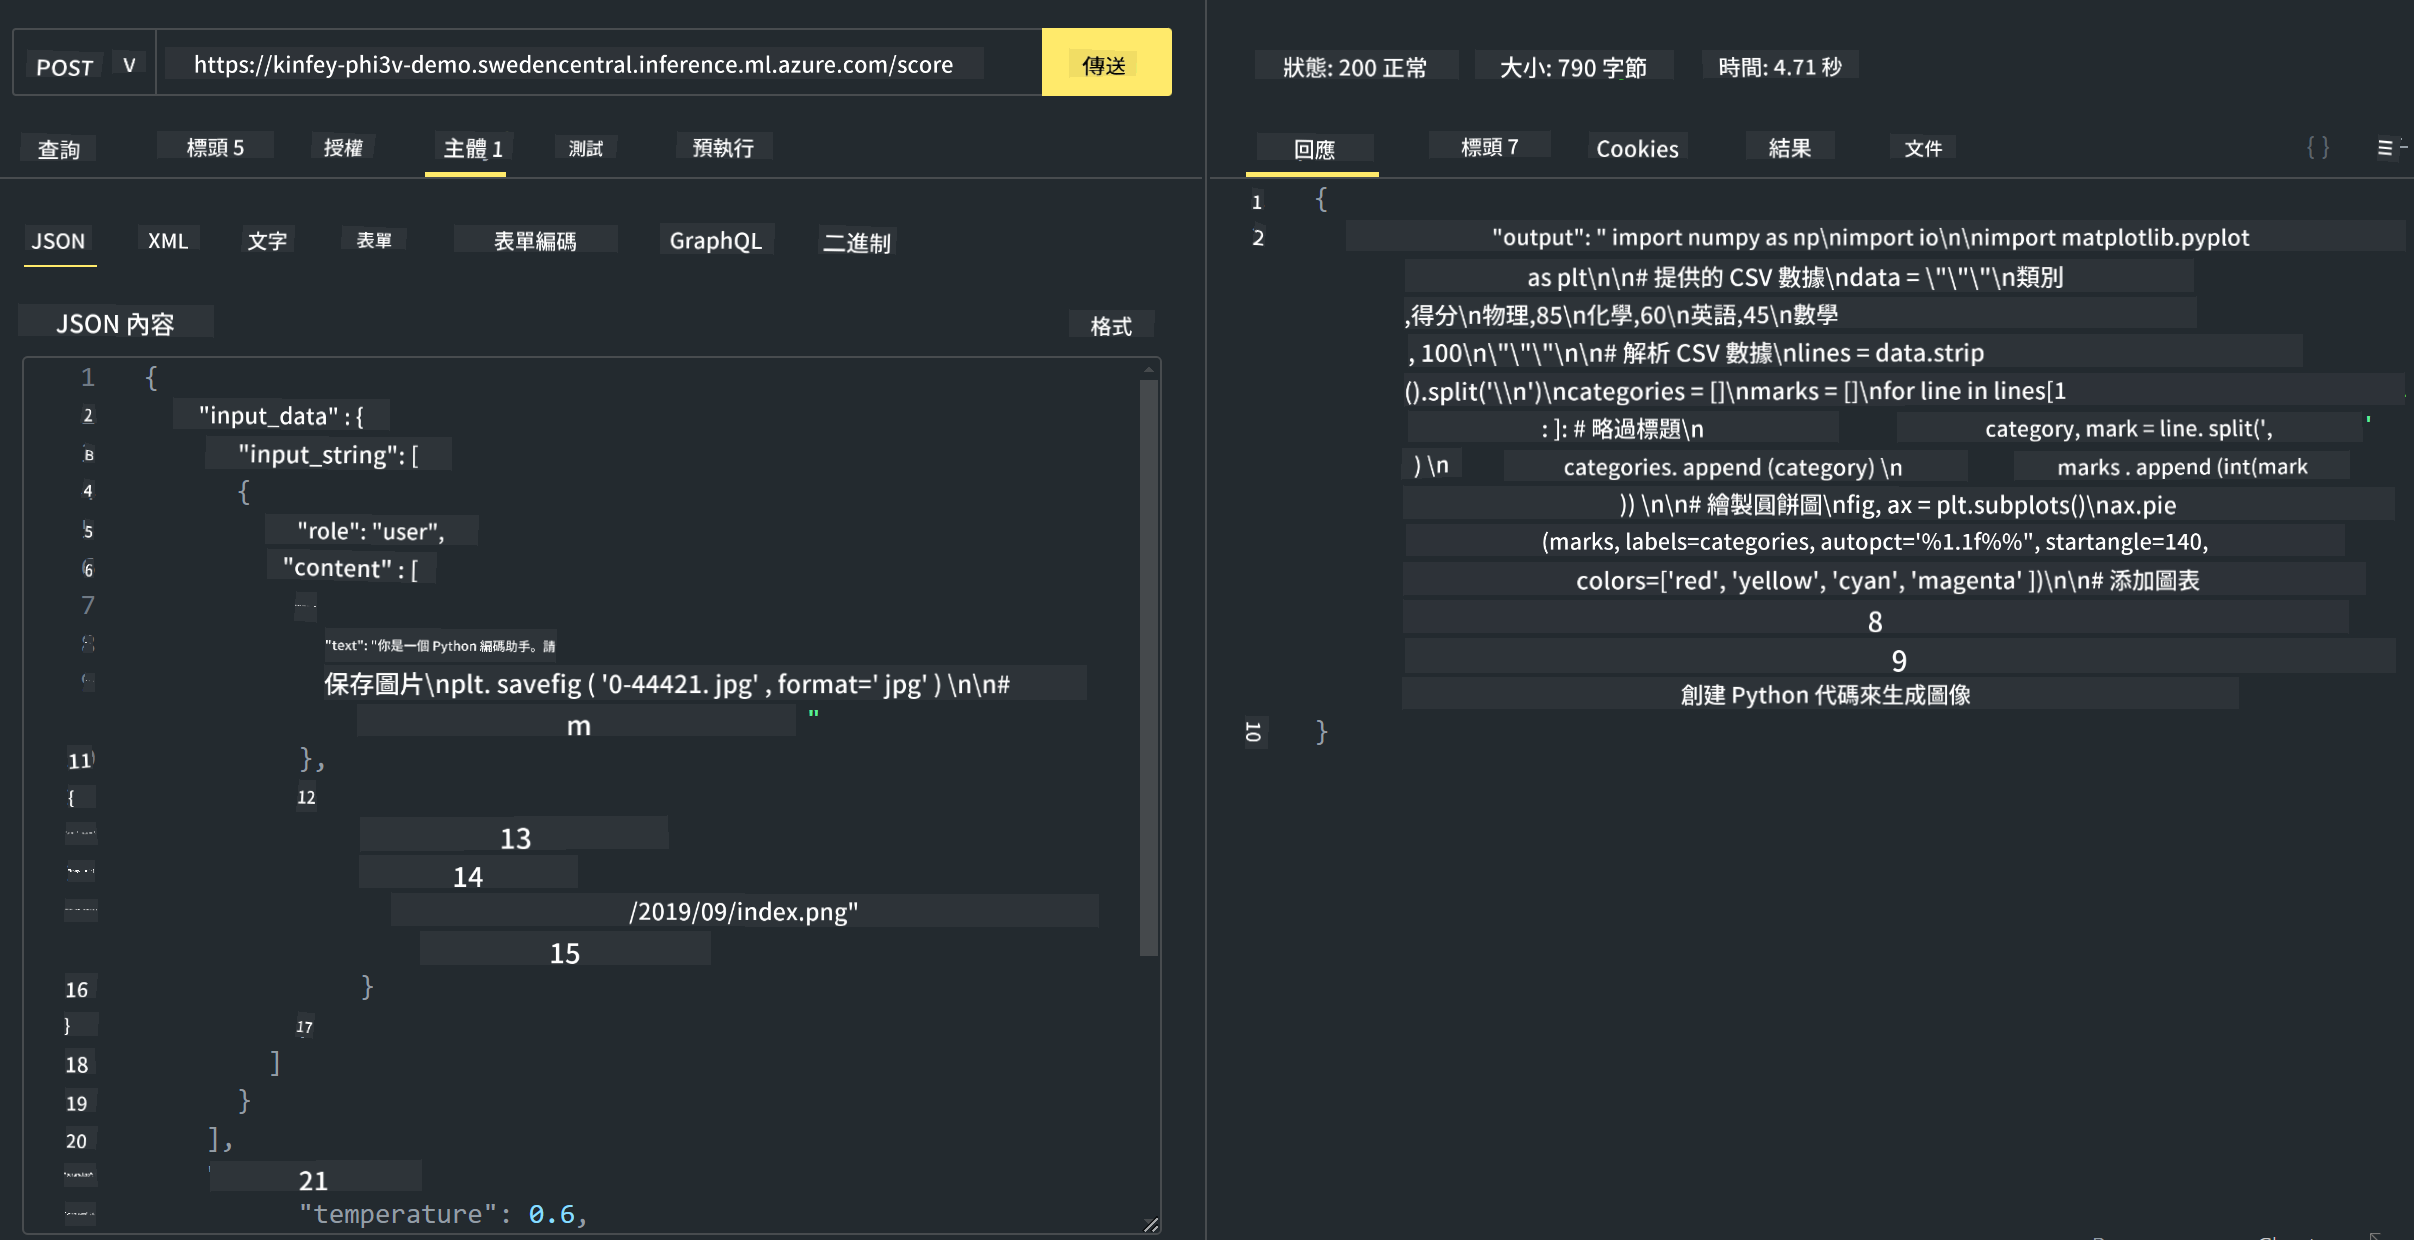 POST V https://kinfey-phi3v-demo.swedencentral.inference.ml.azure.com/score 傳送
查詢 標頭 5 授權 主體 1 測試 預執行
JSON XML 文字 表單 表單編碼 GraphQL 二進制
JSON 內容 格式
1 {
2 "input_data" : {
"input_string": [
4 {
5 "role": "user",
6 "content" : [
7
"text": "你是一個 Python 編碼助手。請
保存圖片\nplt. savefig ( '0-44421. jpg' , format=' jpg' ) \n\n#
m "
11 },
{ 12
13
14
/2019/09/index.png"
15
16 }
} 17
18 ]
19 }
20 ],
21
"temperature": 0.6,
狀態: 200 正常 大小: 790 字節 時間: 4.71 秒
回應 標頭 7 Cookies 結果 文件 { }
1 {
2 "output": " import numpy as np\nimport io\n\nimport matplotlib.pyplot
as plt\n\n# 提供的 CSV 數據\ndata = \"\"\"\n類別
,得分\n物理,85\n化學,60\n英語,45\n數學
, 100\n\"\"\"\n\n# 解析 CSV 數據\nlines = data.strip
().split('\\n')\ncategories = []\nmarks = []\nfor line in lines[1
: ]: # 略過標題\n category, mark = line. split(', '
) \n categories. append (category) \n marks . append (int(mark
)) \n\n# 繪製圓餅圖\nfig, ax = plt.subplots()\nax.pie
(marks, labels=categories, autopct='%1.1f%%", startangle=140,
colors=['red', 'yellow', 'cyan', 'magenta' ])\n\n# 添加圖表
8
9
創建 Python 代碼來生成圖像
10 }